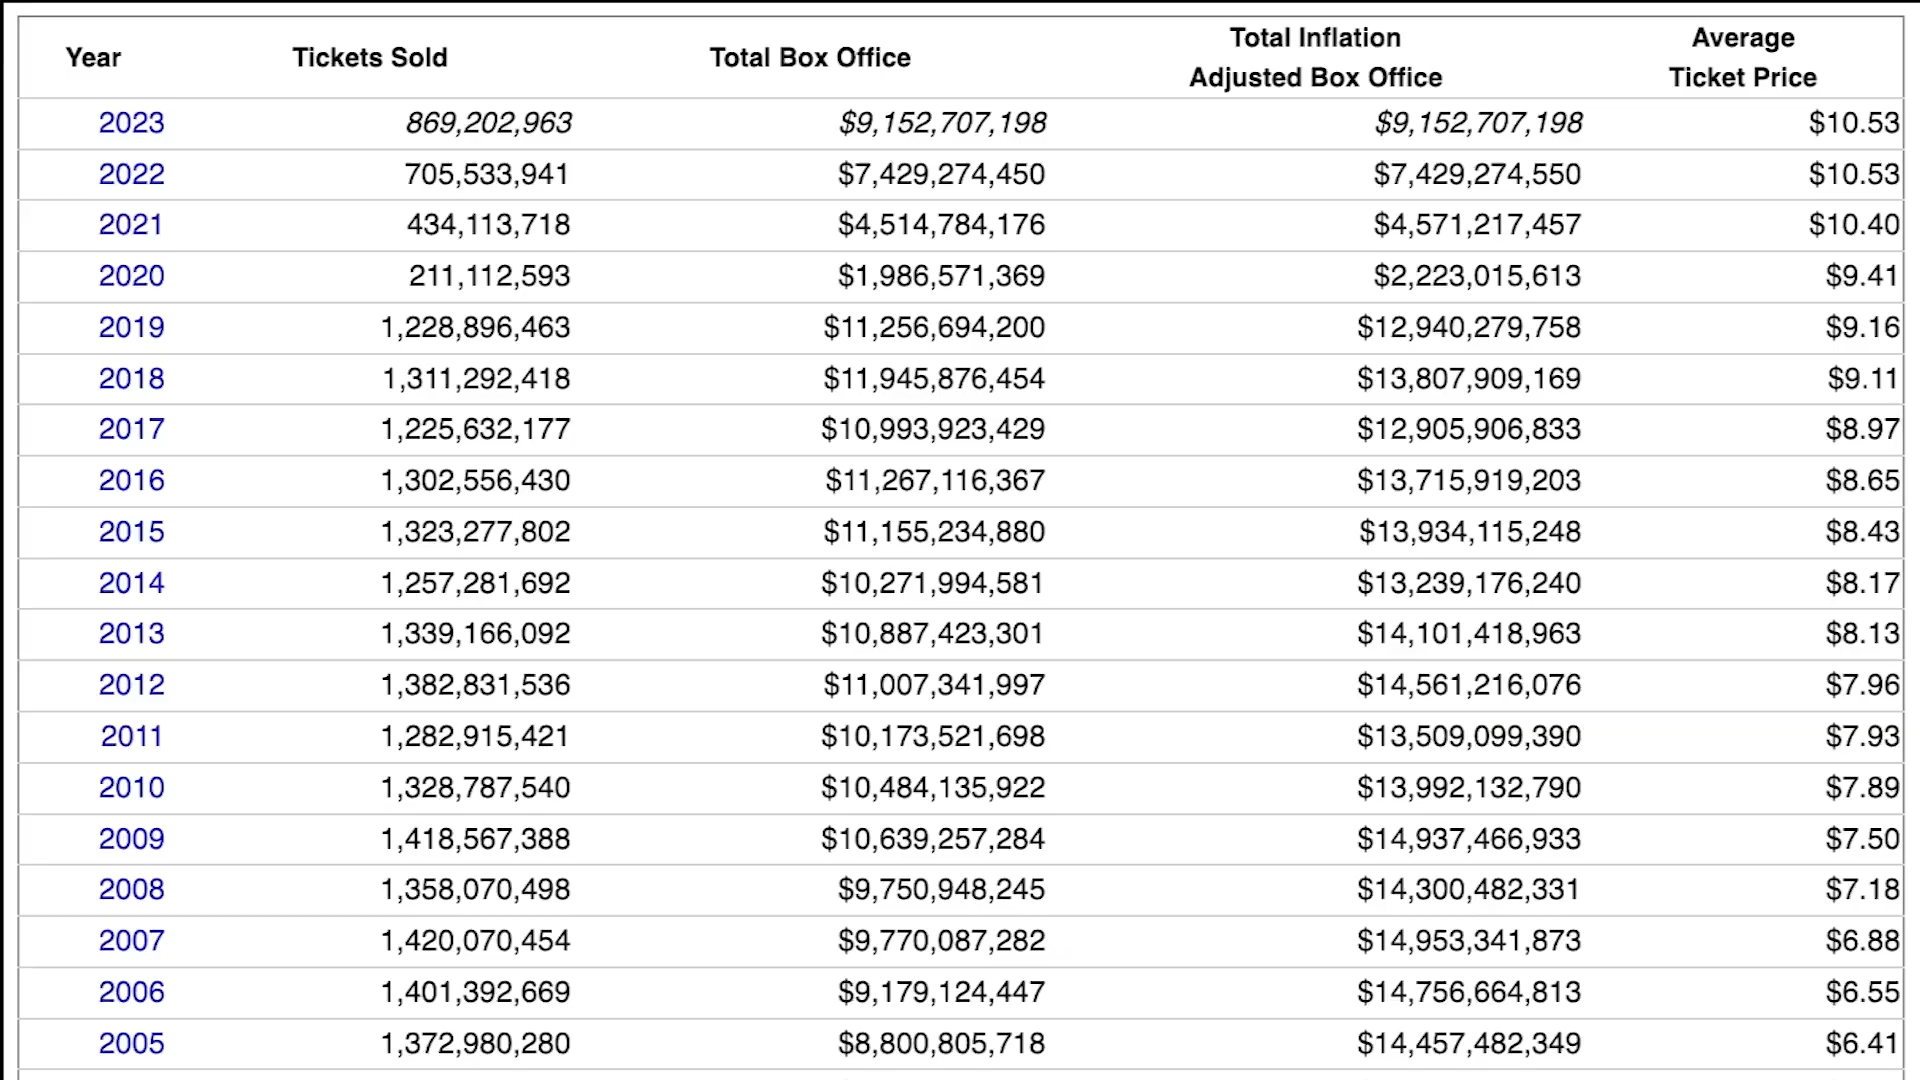 Year Tickets Sold Total Box Office Total Inflation Adjusted Box Office Average Ticket Price
2023 869,202,963 $9,152,707,198 $9,152,707,198 $10.53
2022 705,533,941 $7,429,274,450 $7,429,274,550 $10.53
2021 434,113,718 $4,514,784,176 $4,571,217,457 $10.40
2020 211,112,593 $1,986,571,369 $2,223,015,613 $9.41
2019 1,228,896,463 $11,256,694,200 $12,940,279,758 $9.16
2018 1,311,292,418 $11,945,876,454 $13,807,909,169 $9.11
2017 1,225,632,177 $10,993,923,429 $12,905,906,833 $8.97
2016 1,302,556,430 $11,267,116,367 $13,715,919,203 $8.65
2015 1,323,277,802 $11,155,234,880 $13,934,115,248 $8.43
2014 1,257,281,692 $10,271,994,581 $13,239,176,240 $8.17
2013 1,339,166,092 $10,887,423,301 $14,101,418,963 $8.13
2012 1,382,831,536 $11,007,341,997 $14,561,216,076 $7.96
2011 1,282,915,421 $10,173,521,698 $13,509,099,390 $7.93
2010 1,328,787,540 $10,484,135,922 $13,992,132,790 $7.89
2009 1,418,567,388 $10,639,257,284 $14,937,466,933 $7.50
2008 1,358,070,498 $9,750,948,245 $14,300,482,331 $7.18
2007 1,420,070,454 $9,770,087,282 $14,953,341,873 $6.88
2006 1,401,392,669 $9,179,124,447 $14,756,664,813 $6.55
2005 1,372,980,280 $8,800,805,718 $14,457,482,349 $6.41